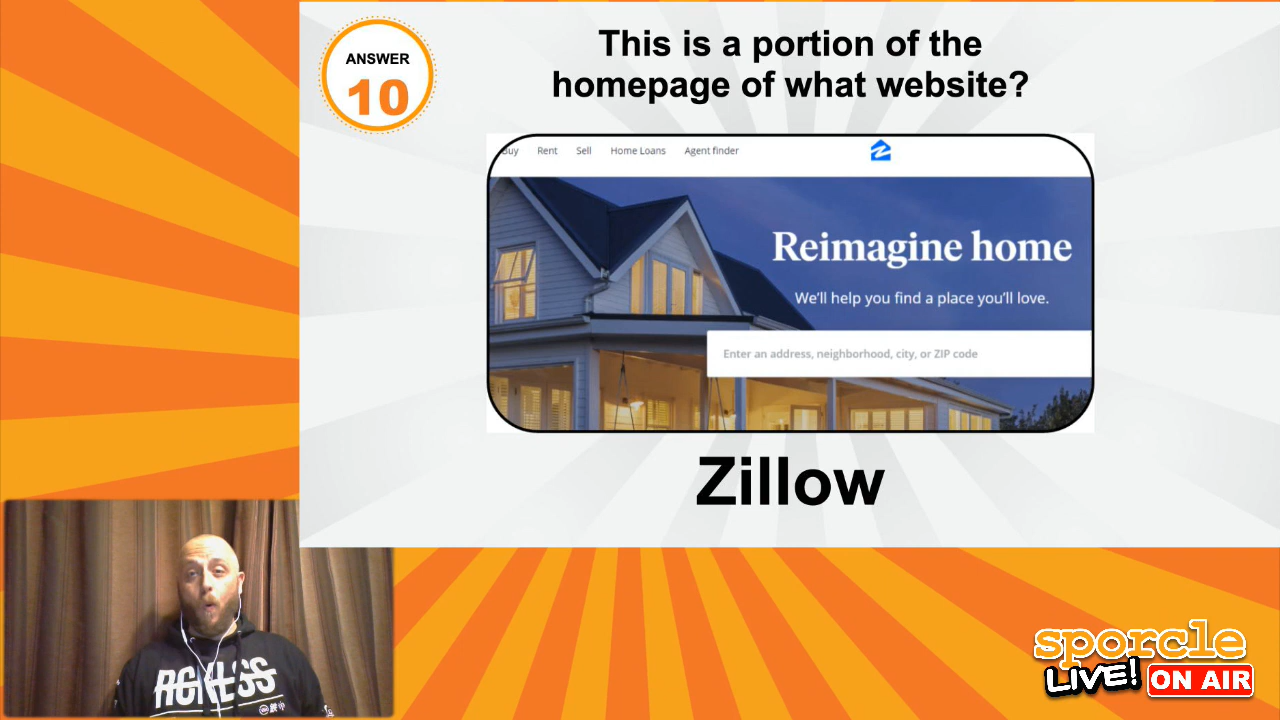 ANSWER
10
This is a portion of the
homepage of what website?
Buy Rent Sell Home Loans Agent finder
Reimagine home
We'll help you find a place you'll love.
Enter an address, neighborhood, city, or ZIP code
Zillow
sporcle
LIVE! ON AIR